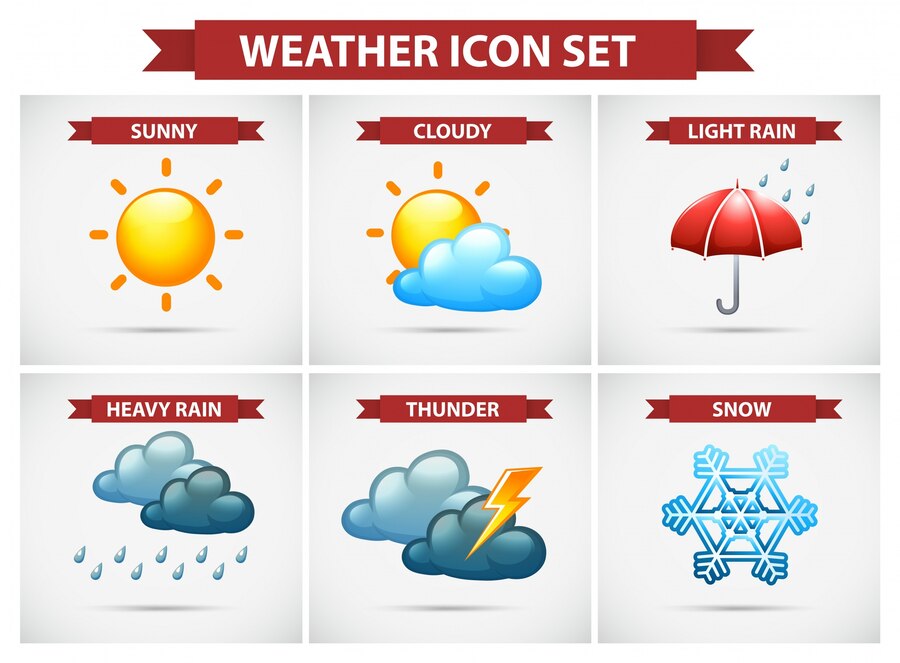 WEATHER ICON SET
SUNNY
CLOUDY
LIGHT RAIN
HEAVY RAIN
THUNDER
SNOW